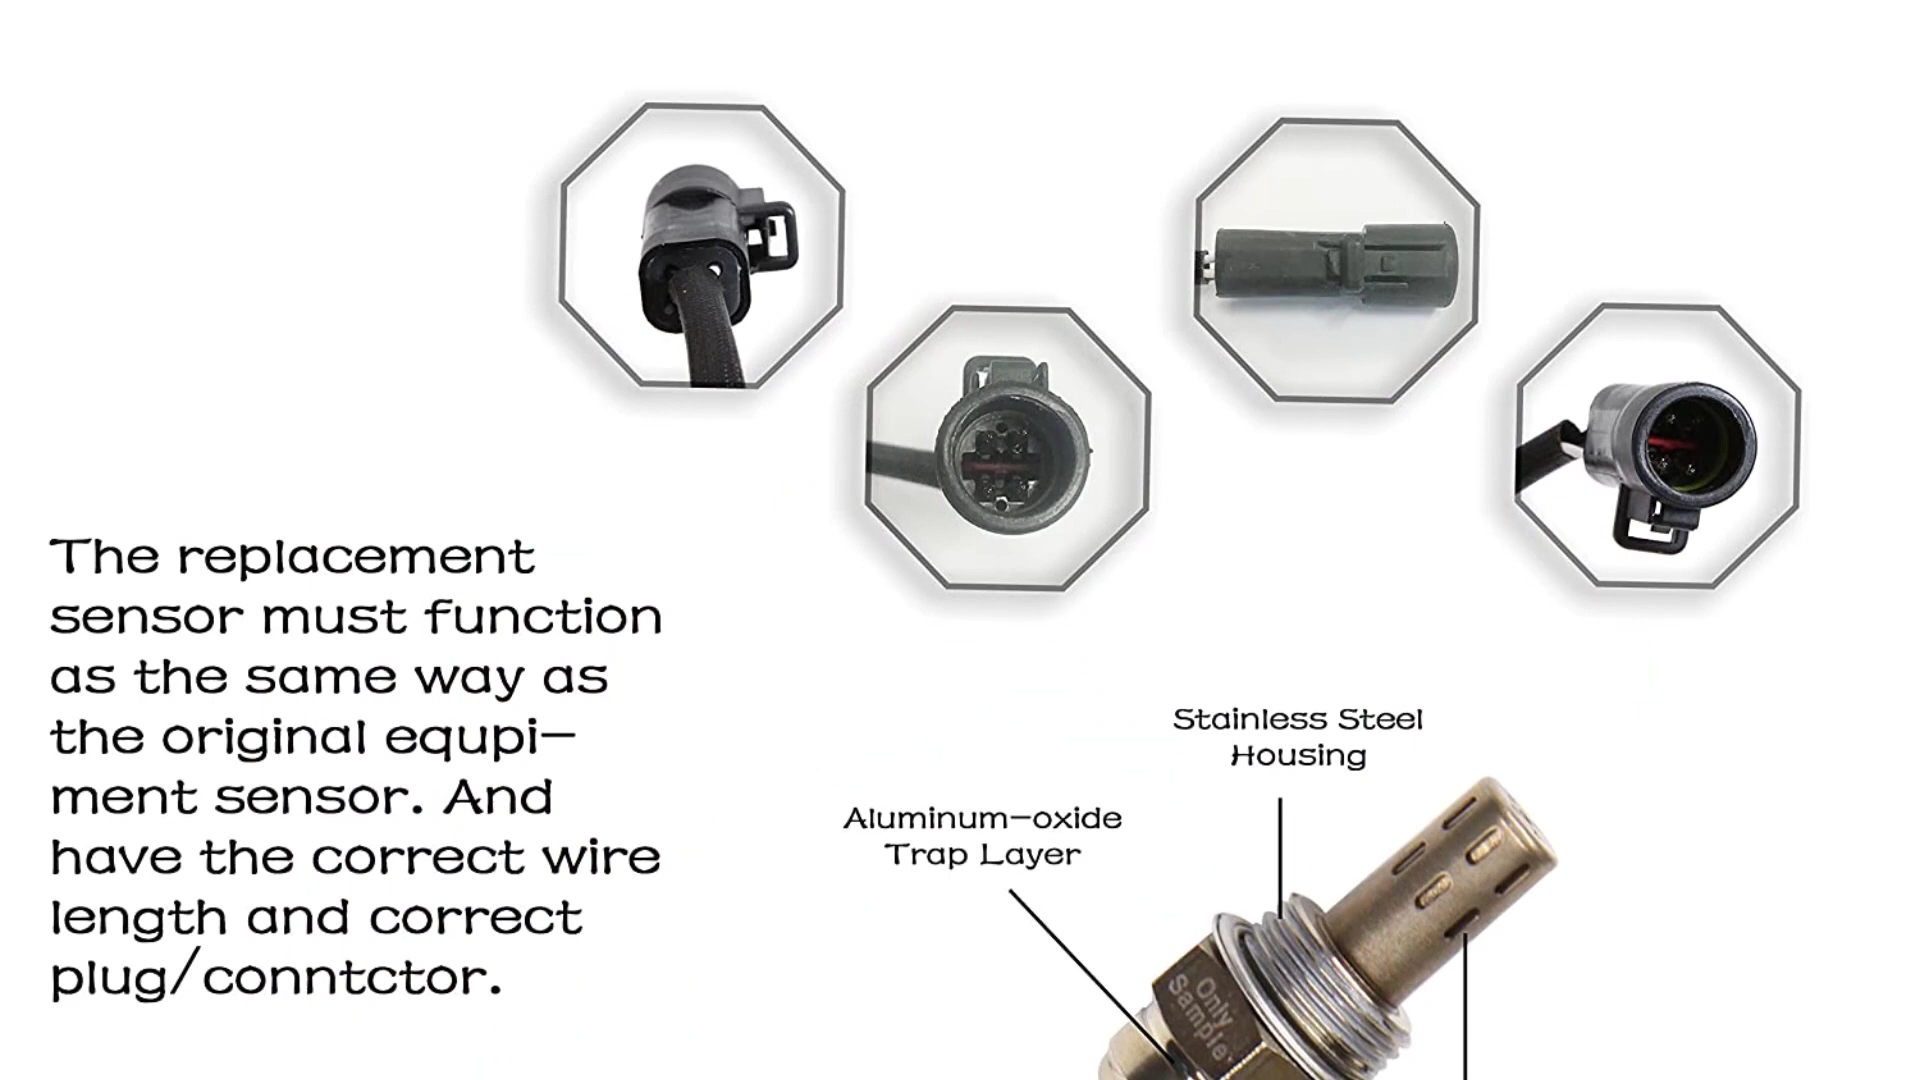 The replacement
sensor must function
as the same way as
the original equpi-
ment sensor. And
have the correct wire
length and correct
plug/conntctor.
Stainless Steel
Housing
Aluminum-oxide
Trap Layer
Only
Sample